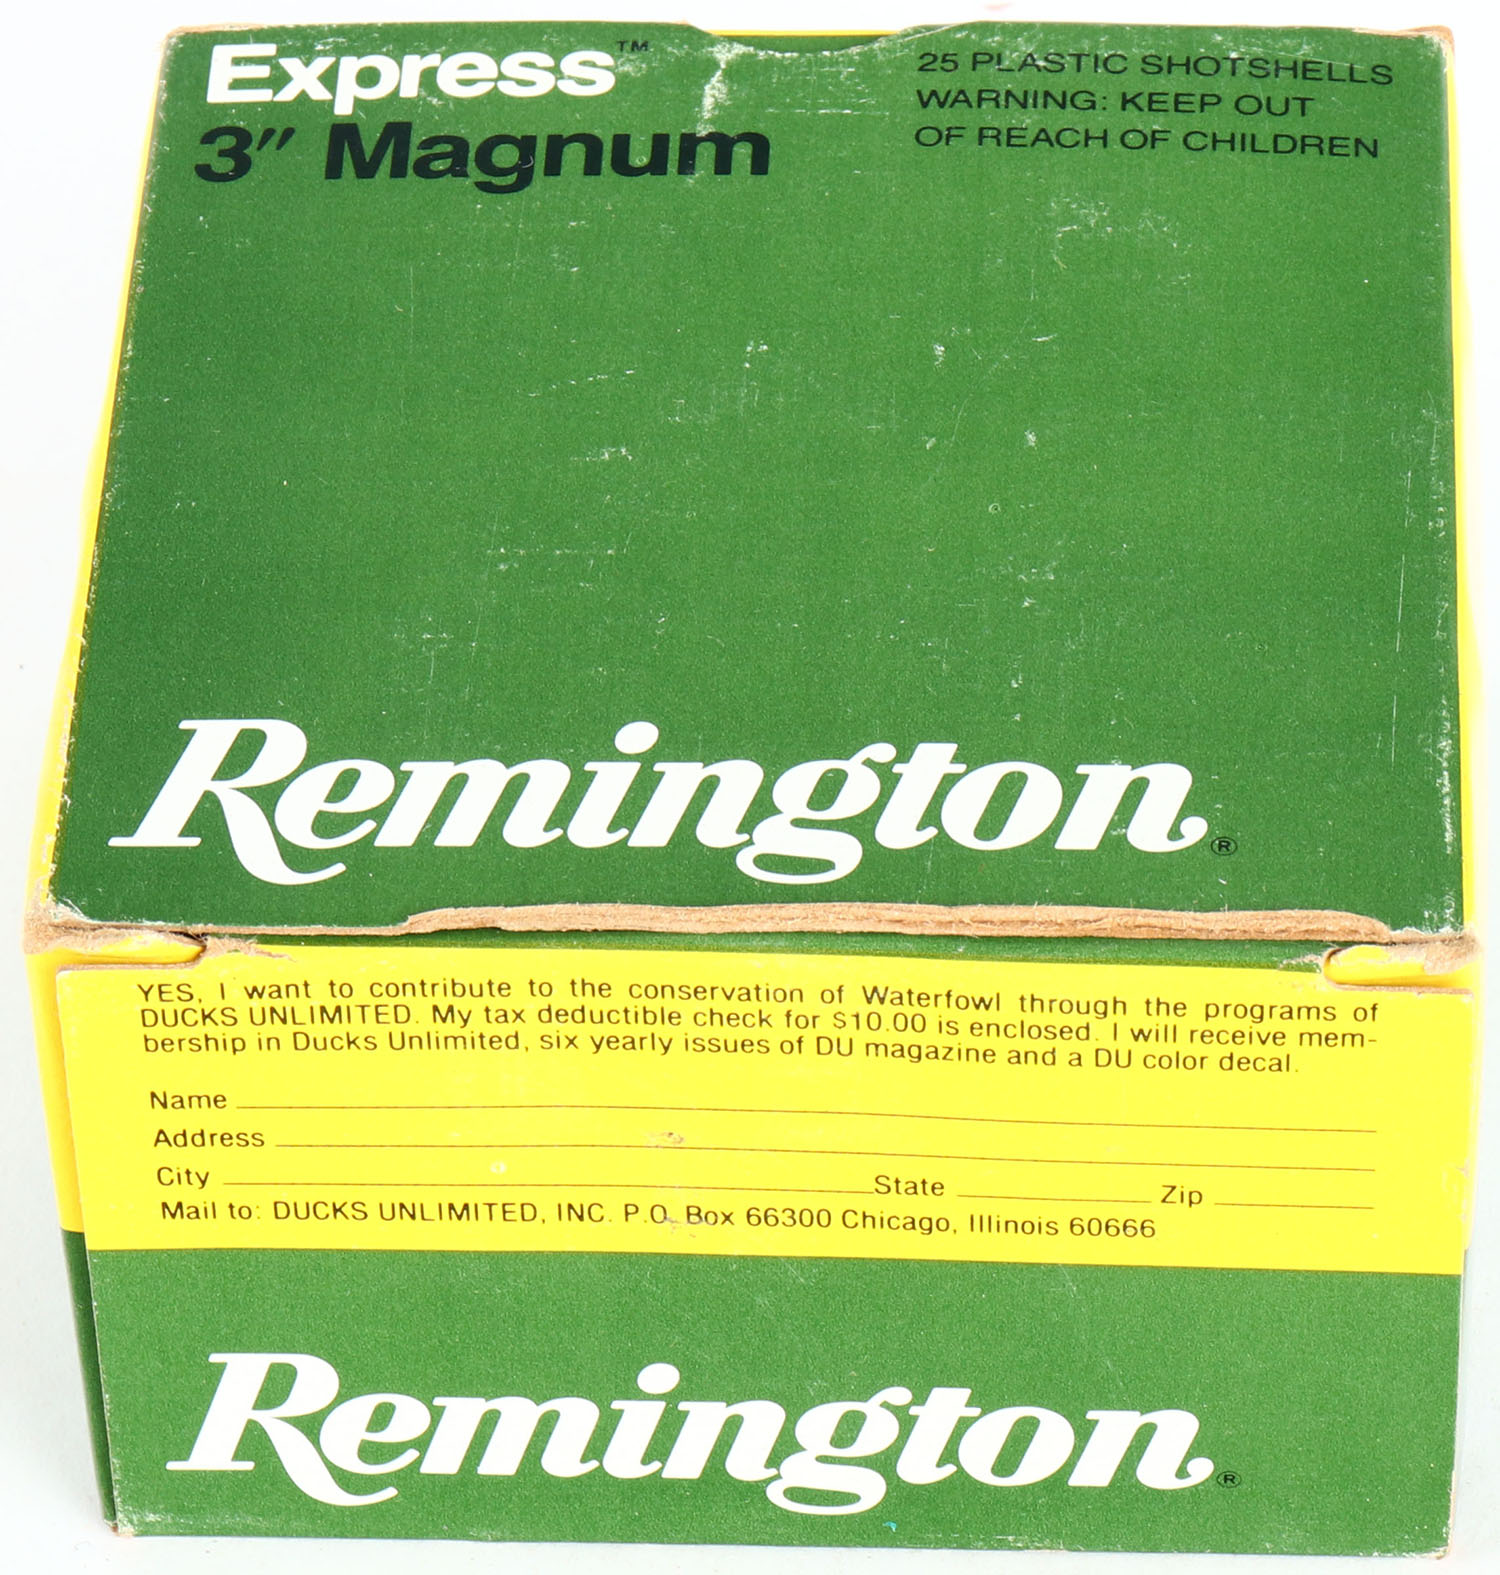 Express™
3" Magnum
25 PLASTIC SHOTSHELLS
WARNING: KEEP OUT
OF REACH OF CHILDREN
Remington®
YES, I want to contribute to the conservation of Waterfowl through the programs of
DUCKS UNLIMITED. My tax deductible check for $10.00 is enclosed. I will receive mem-
bership in Ducks Unlimited, six yearly issues of DU magazine and a DU color decal.
Name
Address
City State Zip
Mail to: DUCKS UNLIMITED, INC. P.O. Box 66300 Chicago, Illinois 60666
Remington®